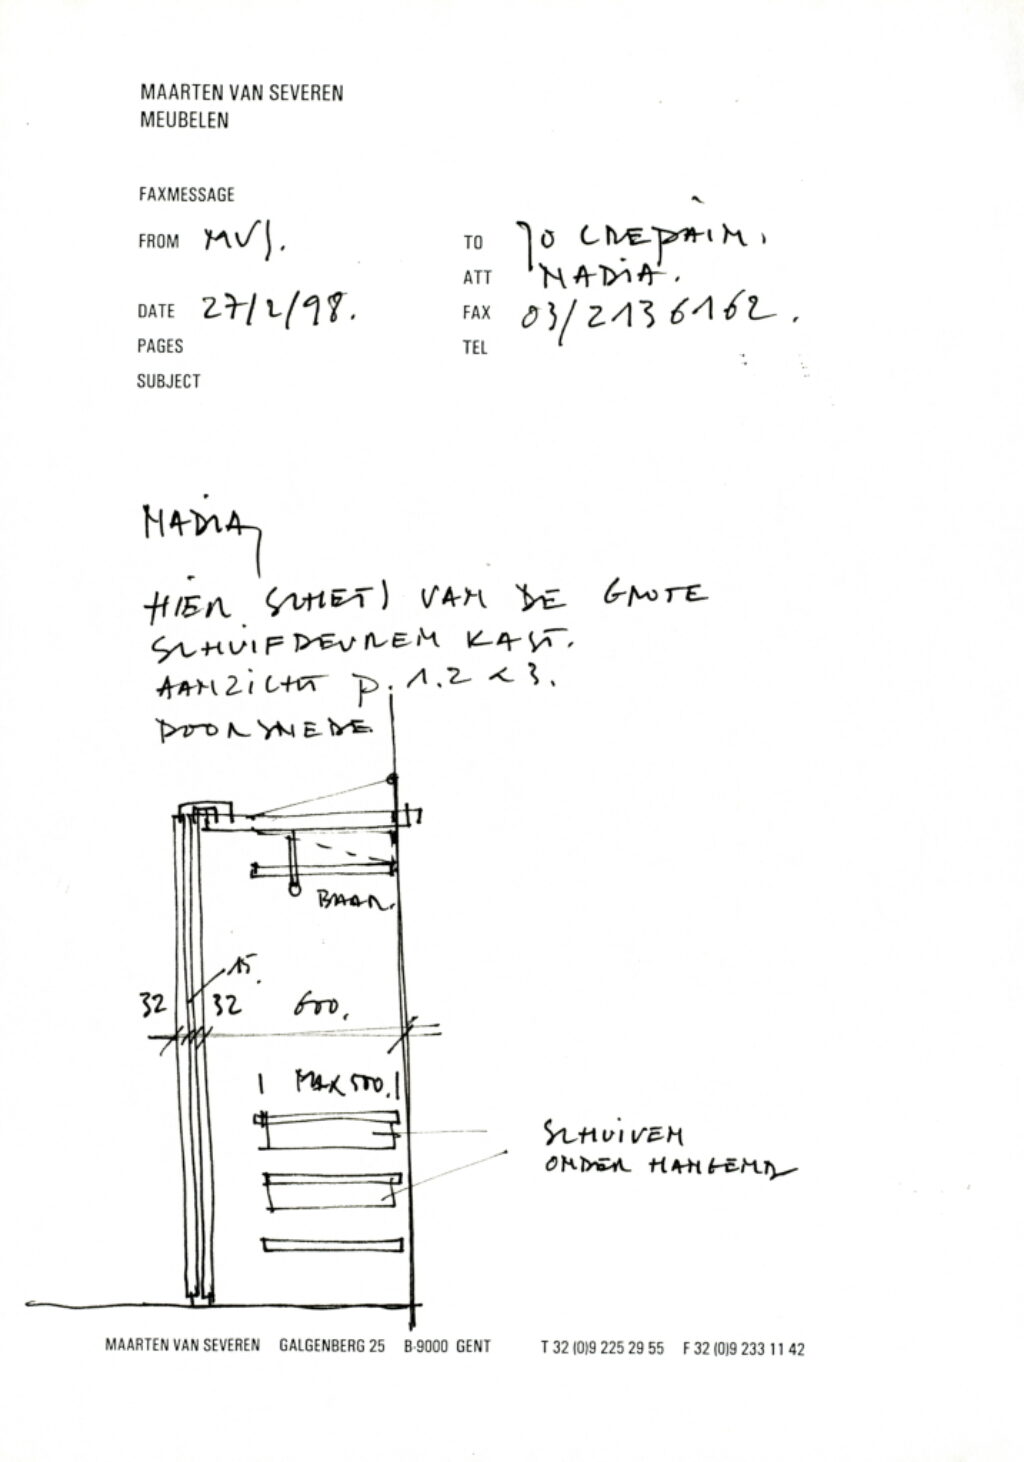 MAARTEN VAN SEVEREN
MEUBELEN
FAXMESSAGE
FROM MVS.
TO JO CREPAIN.
ATT NADIA.
DATE 27/2/98.
FAX 03/2136162.
PAGES
TEL
SUBJECT
NADIA,
HIER SCHETS VAN DE GROTE
SCHUIFDEUREN KAST.
AANZICHT P. 1.2 < 3.
DOORSNEDE
BAAR.
15.
32 32 600.
MAX 500.
SCHUIVEN
ONDER HANGEND
MAARTEN VAN SEVEREN GALGENBERG 25 B-9000 GENT T 32 (0)9 225 29 55 F 32 (0)9 233 11 42